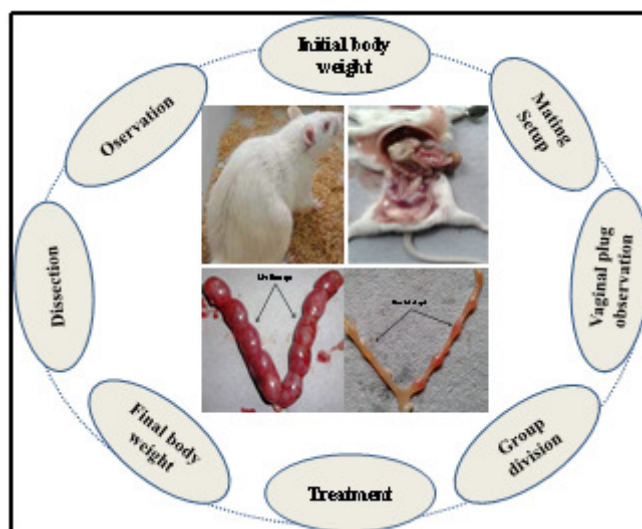 Initial body
weight
Mating
Setup
Vaginal plug
observation
Group
division
Treatment
Final body
weight
Dissection
Oservation